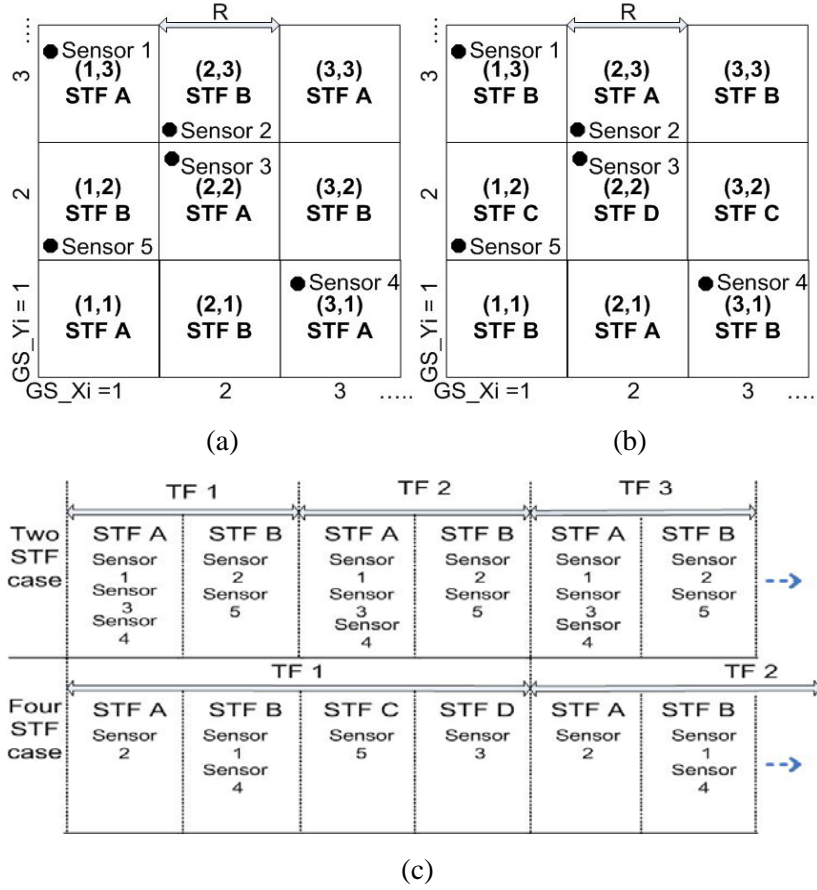 R
Sensor 1
(1,3)
STF A
(2,3)
STF B
(3,3)
STF A
Sensor 2
Sensor 3
(1,2)
STF B
(2,2)
STF A
(3,2)
STF B
Sensor 5
Sensor 4
(1,1)
STF A
(2,1)
STF B
(3,1)
STF A
GS_Yi = 1
2
3
....
GS_Xi =1
2
3
.....
(a)
R
Sensor 1
(1,3)
STF B
(2,3)
STF A
(3,3)
STF B
Sensor 2
Sensor 3
(1,2)
STF C
(2,2)
STF D
(3,2)
STF C
Sensor 5
Sensor 4
(1,1)
STF B
(2,1)
STF A
(3,1)
STF B
GS_Yi = 1
2
3
....
GS_Xi =1
2
3
.....
(b)
TF 1
TF 2
TF 3
Two
STF
case
STF A
Sensor
1
Sensor
3
Sensor
4
STF B
Sensor
2
Sensor
5
STF A
Sensor
1
Sensor
3
Sensor
4
STF B
Sensor
2
Sensor
5
STF A
Sensor
1
Sensor
3
Sensor
4
STF B
Sensor
2
Sensor
5
TF 1
TF 2
Four
STF
case
STF A
Sensor
2
STF B
Sensor
1
Sensor
4
STF C
Sensor
5
STF D
Sensor
3
STF A
Sensor
2
STF B
Sensor
1
Sensor
4
(c)